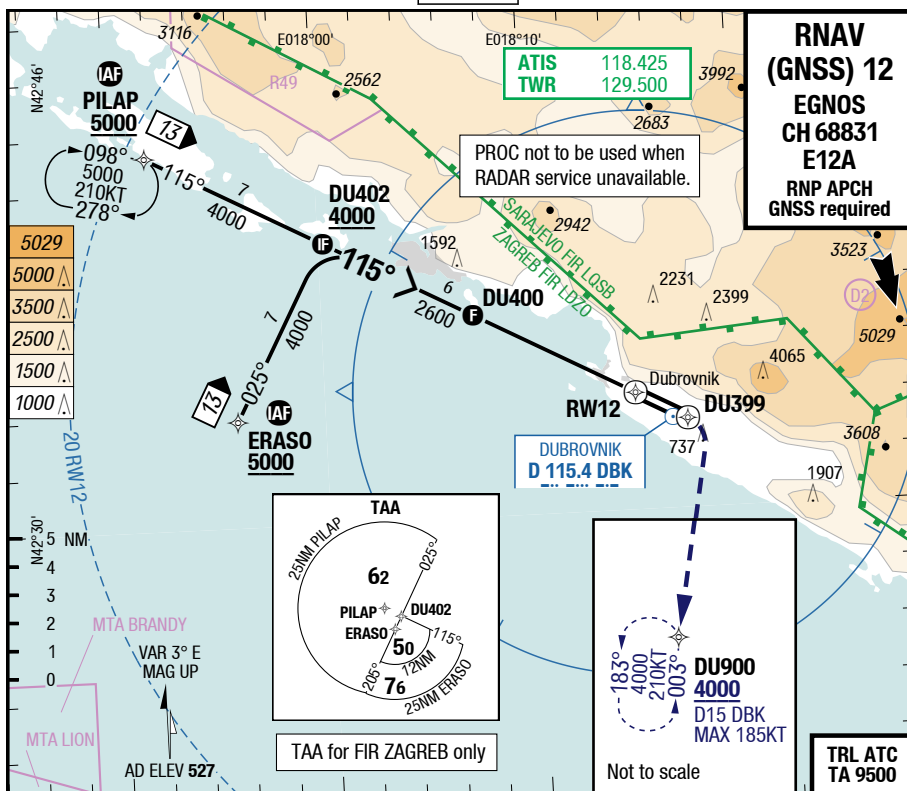 3116
E018°00'
E018°10'
N42°46'
IAF
PILAP
5000
13
R49
2562
ATIS 118.425
TWR 129.500
3992
2683
RNAV
(GNSS) 12
EGNOS
CH 68831
E12A
RNP APCH
GNSS required
PROC not to be used when
RADAR service unavailable.
098°
5000
210KT
278°
115°
7
4000
DU402
4000
IF
115°
1592
2942
SARAJEVO FIR LQSB
ZAGREB FIR LDZO
3523
D2
5029
5029
5000
3500
2500
1500
1000
6
2600
DU400
F
2231
2399
4065
7
4000
025°
13
IAF
ERASO
5000
Dubrovnik
RW12
DU399
737
DUBROVNIK
D 115.4 DBK
3608
1907
20 RW12
N42°30'
5 NM
4
3
2
1
0
TAA
25NM PILAP
025°
62
PILAP
DU402
ERASO
115°
50
12NM
205°
76
25NM ERASO
TAA for FIR ZAGREB only
MTA BRANDY
VAR 3° E
MAG UP
MTA LION
AD ELEV 527
183°
4000
210KT
003°
DU900
4000
D15 DBK
MAX 185KT
Not to scale
TRL ATC
TA 9500